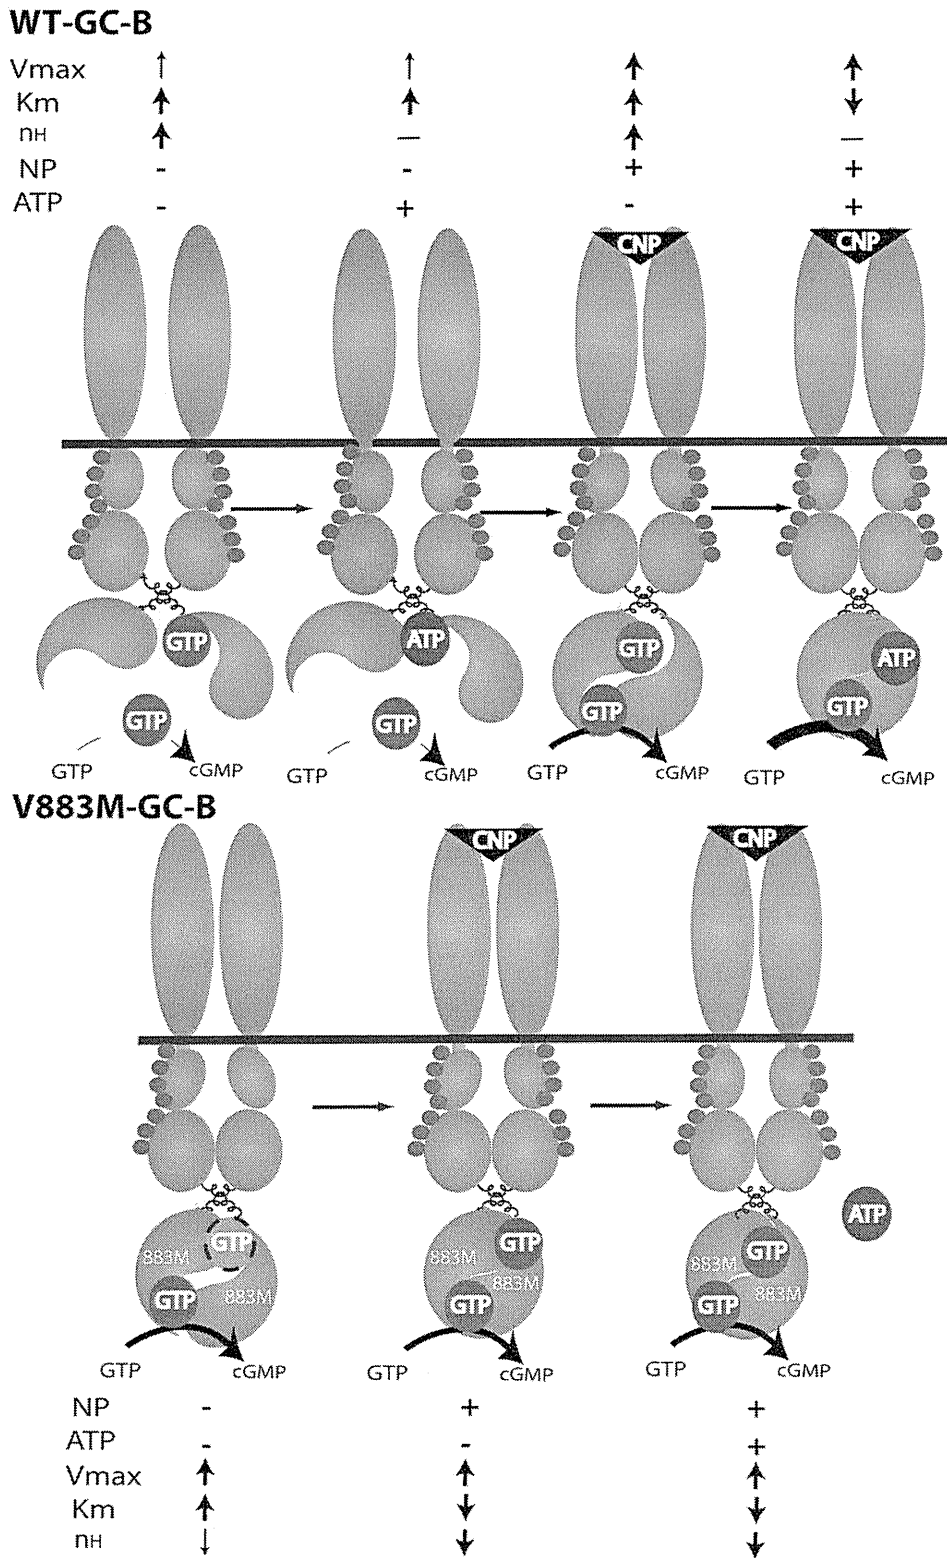 WT-GC-B
Vmax ↑ ↑ ↑ ↑
Km ↑ ↑ ↑ ↓
nH ↑ — ↑ —
NP - - + +
ATP - + - +
CNP CNP
GTP ATP GTP ATP
GTP GTP GTP GTP
GTP cGMP GTP cGMP GTP cGMP GTP cGMP
V883M-GC-B
CNP CNP
ATP
GTP GTP GTP
883M 883M 883M
GTP 883M GTP 883M GTP 883M
GTP cGMP GTP cGMP GTP cGMP
NP - + +
ATP - - +
Vmax ↑ ↑ ↑
Km ↑ ↓ ↓
nH ↓ ↓ ↓